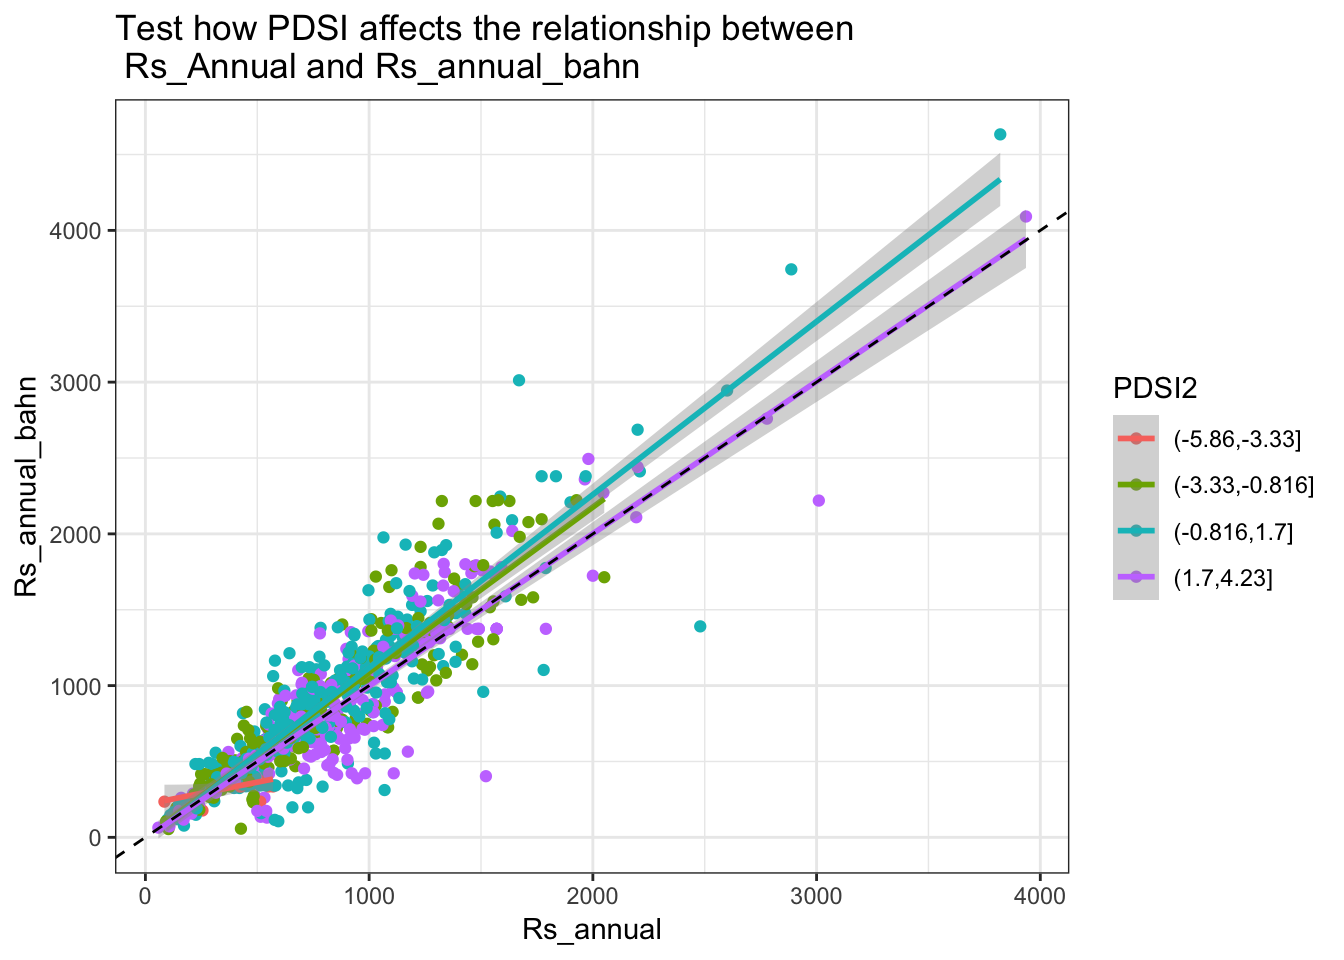 Test how PDSI affects the relationship between
Rs_Annual and Rs_annual_bahn
Rs_annual_bahn
4000
3000
2000
1000
0
0 1000 2000 3000 4000
Rs_annual
PDSI2
(-5.86,-3.33]
(-3.33,-0.816]
(-0.816,1.7]
(1.7,4.23]